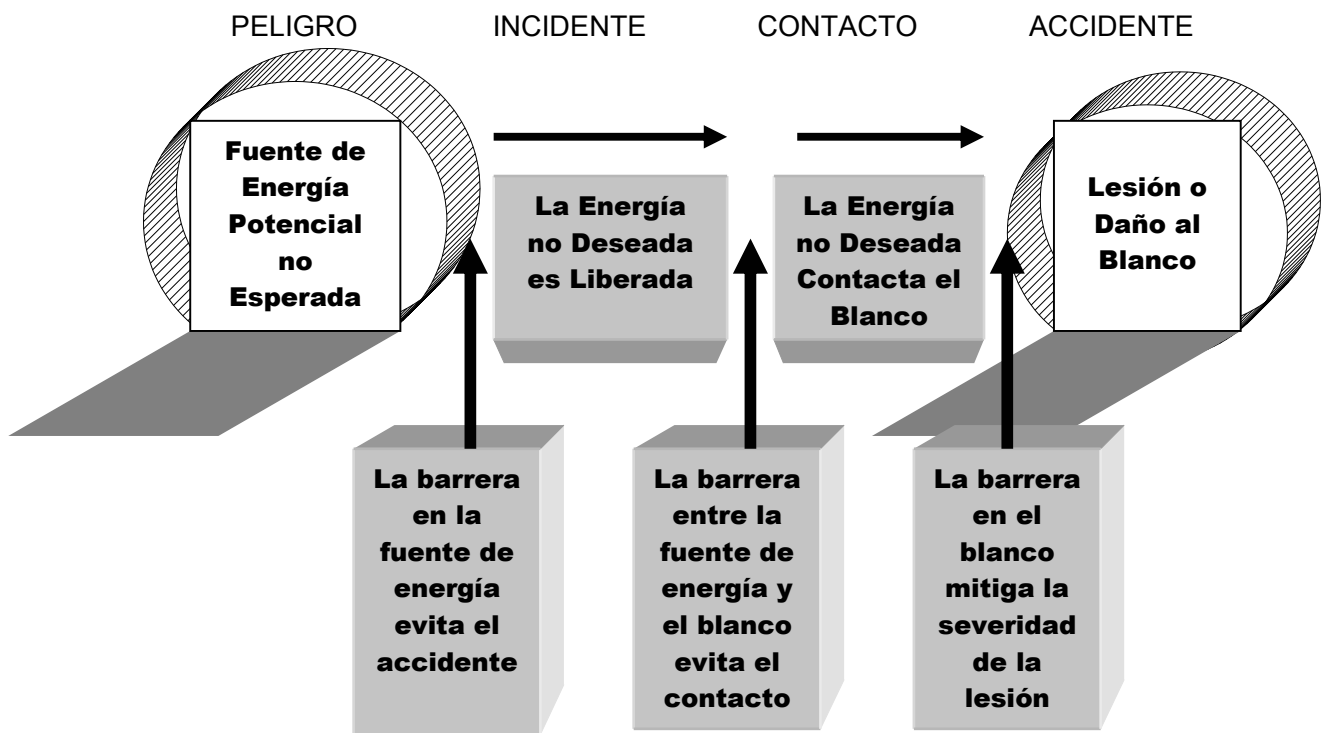 PELIGRO
INCIDENTE
CONTACTO
ACCIDENTE
Fuente de
Energía
Potencial
no
Esperada
La Energía
no Deseada
es Liberada
La Energía
no Deseada
Contacta el
Blanco
Lesión o
Daño al
Blanco
La barrera
en la
fuente de
energía
evita el
accidente
La barrera
entre la
fuente de
energía y
el blanco
evita el
contacto
La barrera
en el
blanco
mitiga la
severidad
de la
lesión